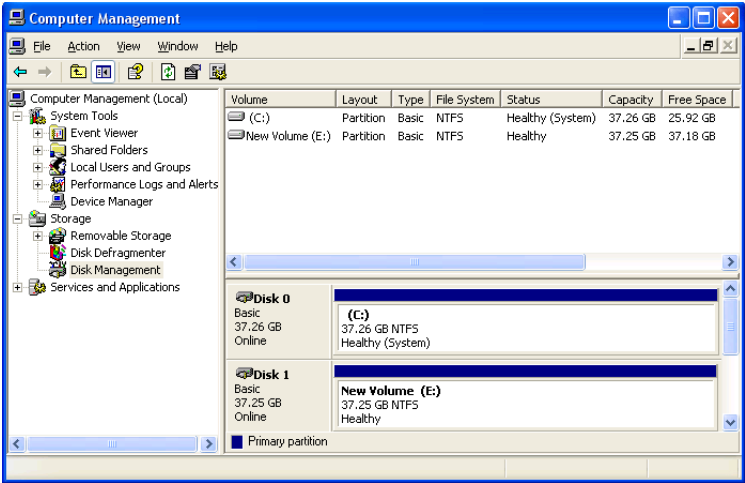 Computer Management
File Action View Window Help
Computer Management (Local)
System Tools
Event Viewer
Shared Folders
Local Users and Groups
Performance Logs and Alerts
Device Manager
Storage
Removable Storage
Disk Defragmenter
Disk Management
Services and Applications
Volume Layout Type File System Status Capacity Free Space
(C:) Partition Basic NTFS Healthy (System) 37.26 GB 25.92 GB
New Volume (E:) Partition Basic NTFS Healthy 37.25 GB 37.18 GB
Disk 0
Basic
37.26 GB
Online
(C:)
37.26 GB NTFS
Healthy (System)
Disk 1
Basic
37.25 GB
Online
New Volume (E:)
37.25 GB NTFS
Healthy
Primary partition